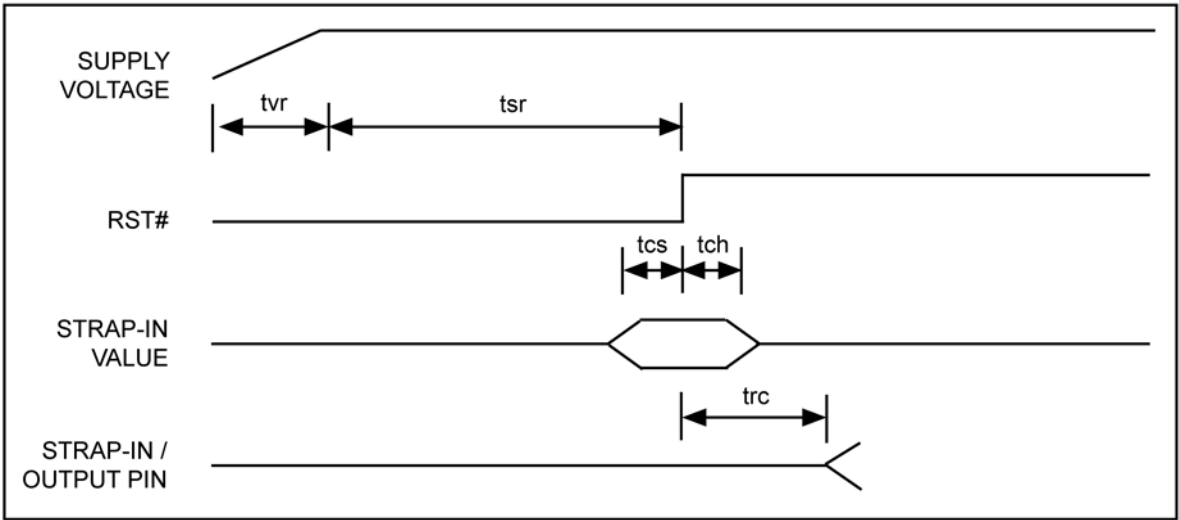 SUPPLY
VOLTAGE
tvr
tsr
RST#
tcs
tch
STRAP-IN
VALUE
trc
STRAP-IN /
OUTPUT PIN